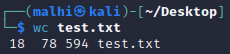 ┌──(malhi㉿kali)-[~/Desktop]
└─$ wc test.txt
 18  78 594 test.txt